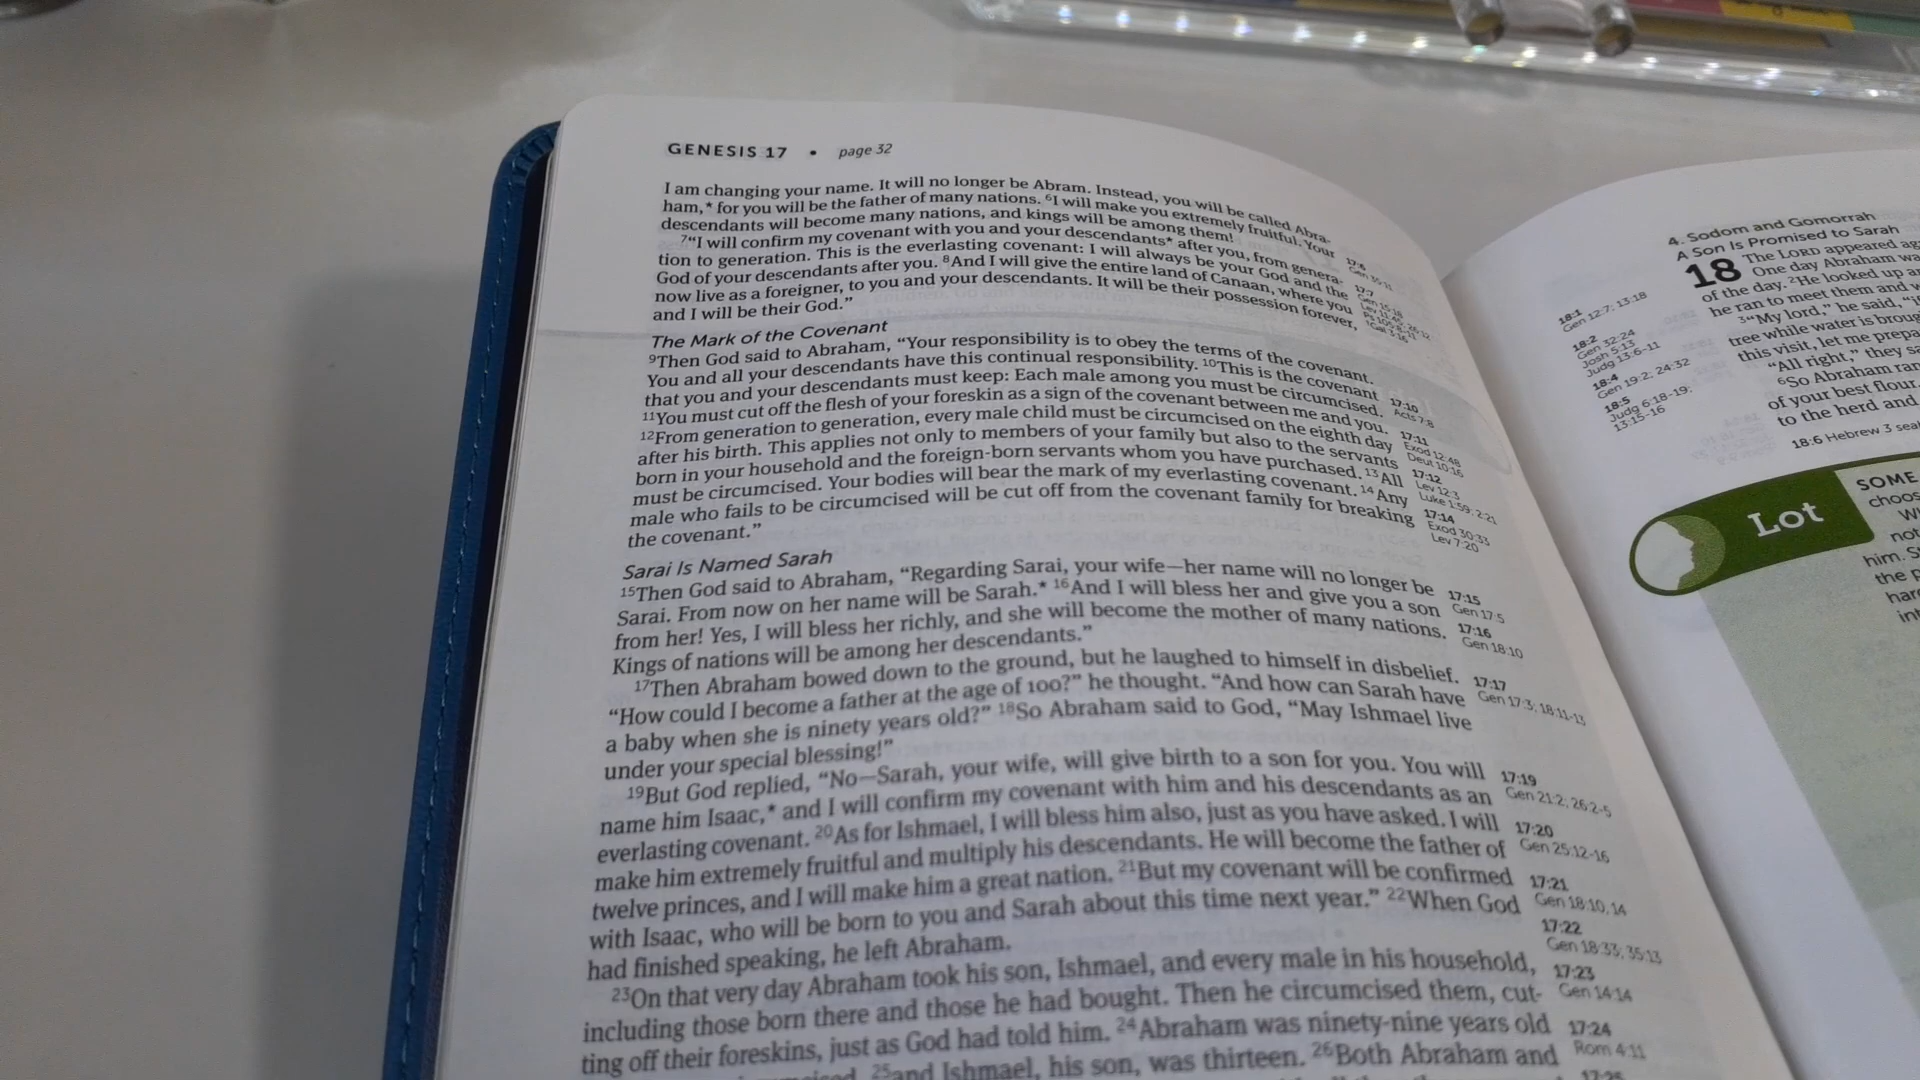 GENESIS 17 • page 32
I am changing your name. It will no longer be Abram. Instead, you will be called Abra-
ham,* for you will be the father of many nations. ⁶I will make you extremely fruitful. Your
descendants will become many nations, and kings will be among them!
⁷“I will confirm my covenant with you and your descendants* after you, from genera-
tion to generation. This is the everlasting covenant: I will always be your God and the
God of your descendants after you. ⁸And I will give the entire land of Canaan, where you
now live as a foreigner, to you and your descendants. It will be their possession forever,
and I will be their God.”
17:6
17:7
The Mark of the Covenant
⁹Then God said to Abraham, “Your responsibility is to obey the terms of the covenant.
You and all your descendants have this continual responsibility. ¹⁰This is the covenant
that you and your descendants must keep: Each male among you must be circumcised.
¹¹You must cut off the flesh of your foreskin as a sign of the covenant between me and you.
¹²From generation to generation, every male child must be circumcised on the eighth day
after his birth. This applies not only to members of your family but also to the servants
born in your household and the foreign-born servants whom you have purchased. ¹³All
must be circumcised. Your bodies will bear the mark of my everlasting covenant. ¹⁴Any
male who fails to be circumcised will be cut off from the covenant family for breaking
the covenant.”
17:10
Acts 7:8
17:11
Exod 12:48
Deut 10:16
17:12
Lev 12:3
Luke 1:59; 2:21
17:14
Exod 30:33
Lev 7:20
Sarai Is Named Sarah
¹⁵Then God said to Abraham, “Regarding Sarai, your wife—her name will no longer be
Sarai. From now on her name will be Sarah.* ¹⁶And I will bless her and give you a son
from her! Yes, I will bless her richly, and she will become the mother of many nations.
Kings of nations will be among her descendants.”
¹⁷Then Abraham bowed down to the ground, but he laughed to himself in disbelief.
“How could I become a father at the age of 100?” he thought. “And how can Sarah have
a baby when she is ninety years old?” ¹⁸So Abraham said to God, “May Ishmael live
under your special blessing!”
¹⁹But God replied, “No—Sarah, your wife, will give birth to a son for you. You will
name him Isaac,* and I will confirm my covenant with him and his descendants as an
everlasting covenant. ²⁰As for Ishmael, I will bless him also, just as you have asked. I will
make him extremely fruitful and multiply his descendants. He will become the father of
twelve princes, and I will make him a great nation. ²¹But my covenant will be confirmed
with Isaac, who will be born to you and Sarah about this time next year.” ²²When God
had finished speaking, he left Abraham.
²³On that very day Abraham took his son, Ishmael, and every male in his household,
including those born there and those he had bought. Then he circumcised them, cut-
ting off their foreskins, just as God had told him. ²⁴Abraham was ninety-nine years old
²⁵and Ishmael, his son, was thirteen. ²⁶Both Abraham and
17:15
Gen 17:5
17:16
Gen 18:10
17:17
Gen 17:3; 18:11-13
17:19
Gen 21:2; 26:2-5
17:20
Gen 25:12-16
17:21
Gen 18:10, 14
17:22
Gen 18:33; 35:13
17:23
Gen 14:14
17:24
Rom 4:11
4. Sodom and Gomorrah
A Son Is Promised to Sarah
18 The LORD appeared
One day Abraham
of the day. ²He looked up
he ran to meet them and
³“My lord,” he said,
tree while water is
this visit, let me
“All right,” they
⁶So Abraham ran
of your best flour.
to the herd and
18:1
Gen 12:7; 13:18
18:2
Gen 32:24
Josh 5:13
Judg 13:6-11
18:4
Gen 19:2; 24:32
18:5
Judg 6:18-19;
13:15-16
18:6 Hebrew 3
Lot
SOME
not
him.
the